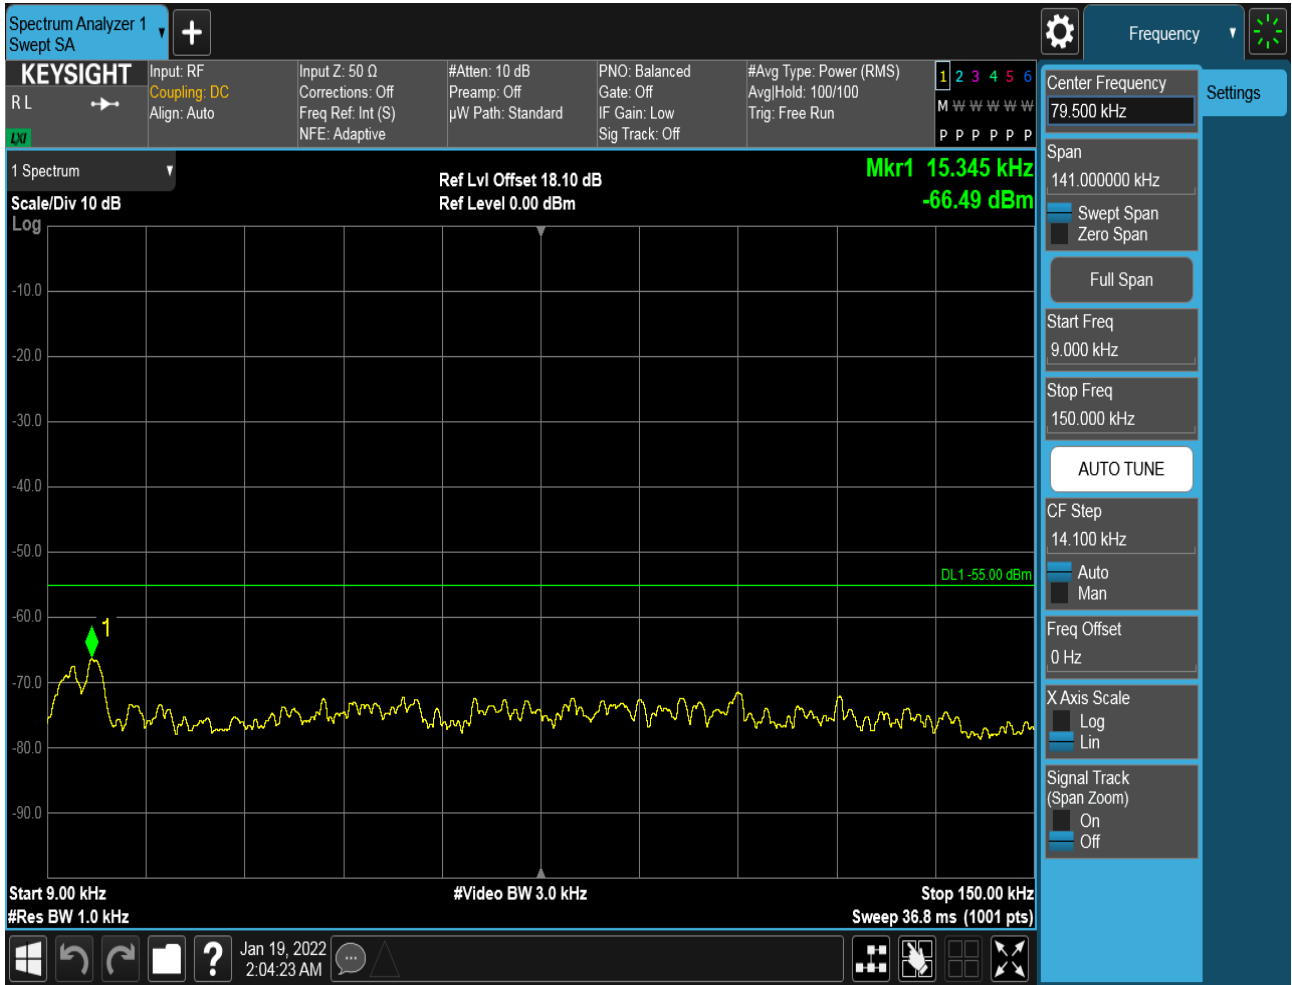 Spectrum Analyzer 1
Swept SA
Frequency
KEYSIGHT
R L
LXI
Input: RF
Coupling: DC
Align: Auto
Input Z: 50 Ω
Corrections: Off
Freq Ref: Int (S)
NFE: Adaptive
#Atten: 10 dB
Preamp: Off
µW Path: Standard
PNO: Balanced
Gate: Off
IF Gain: Low
Sig Track: Off
#Avg Type: Power (RMS)
Avg|Hold: 100/100
Trig: Free Run
1 2 3 4 5 6
M W W W W W
P P P P P P
1 Spectrum
Scale/Div 10 dB
Log
Ref Lvl Offset 18.10 dB
Ref Level 0.00 dBm
Mkr1 15.345 kHz
-66.49 dBm
-10.0
-20.0
-30.0
-40.0
-50.0
DL1 -55.00 dBm
-60.0
1
-70.0
-80.0
-90.0
Start 9.00 kHz
#Res BW 1.0 kHz
#Video BW 3.0 kHz
Stop 150.00 kHz
Sweep 36.8 ms (1001 pts)
Center Frequency
79.500 kHz
Settings
Span
141.000000 kHz
Swept Span
Zero Span
Full Span
Start Freq
9.000 kHz
Stop Freq
150.000 kHz
AUTO TUNE
CF Step
14.100 kHz
Auto
Man
Freq Offset
0 Hz
X Axis Scale
Log
Lin
Signal Track
(Span Zoom)
On
Off
?
Jan 19, 2022
2:04:23 AM